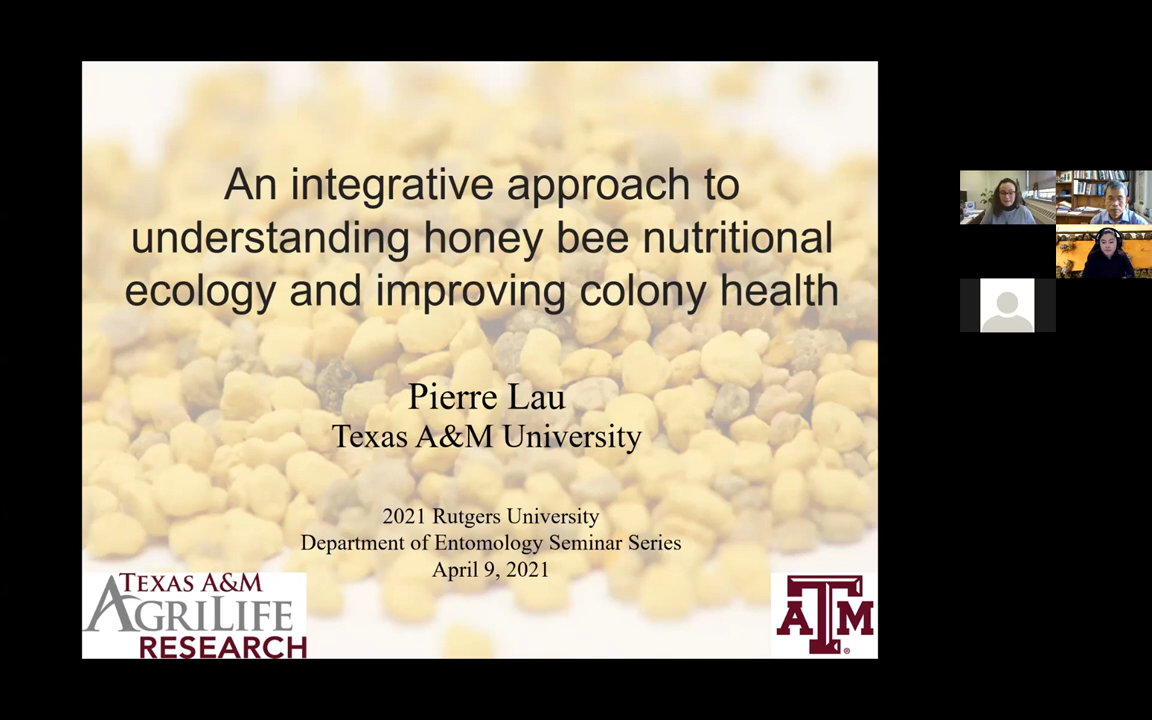 An integrative approach to
understanding honey bee nutritional
ecology and improving colony health
Pierre Lau
Texas A&M University
2021 Rutgers University
Department of Entomology Seminar Series
April 9, 2021
TEXAS A&M
AGRILIFE
RESEARCH
ATM
®